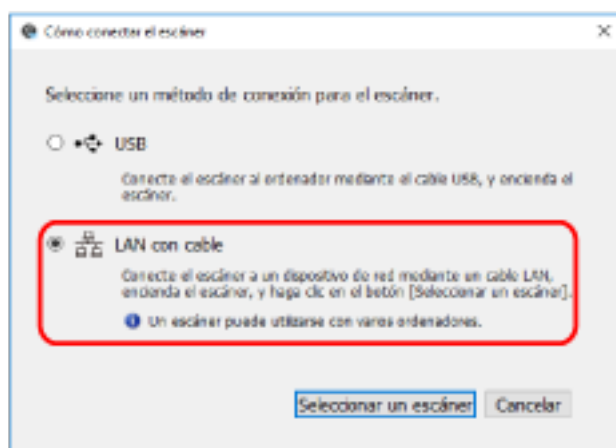 Cómo conectar el escáner
Seleccione un método de conexión para el escáner.
USB
Conecte el escáner al ordenador mediante el cable USB, y encienda el
escáner.
LAN con cable
Conecte el escáner a un dispositivo de red mediante un cable LAN,
encienda el escáner, y haga clic en el botón [Seleccionar un escáner].
Un escáner puede utilizarse con varios ordenadores.
Seleccionar un escáner Cancelar